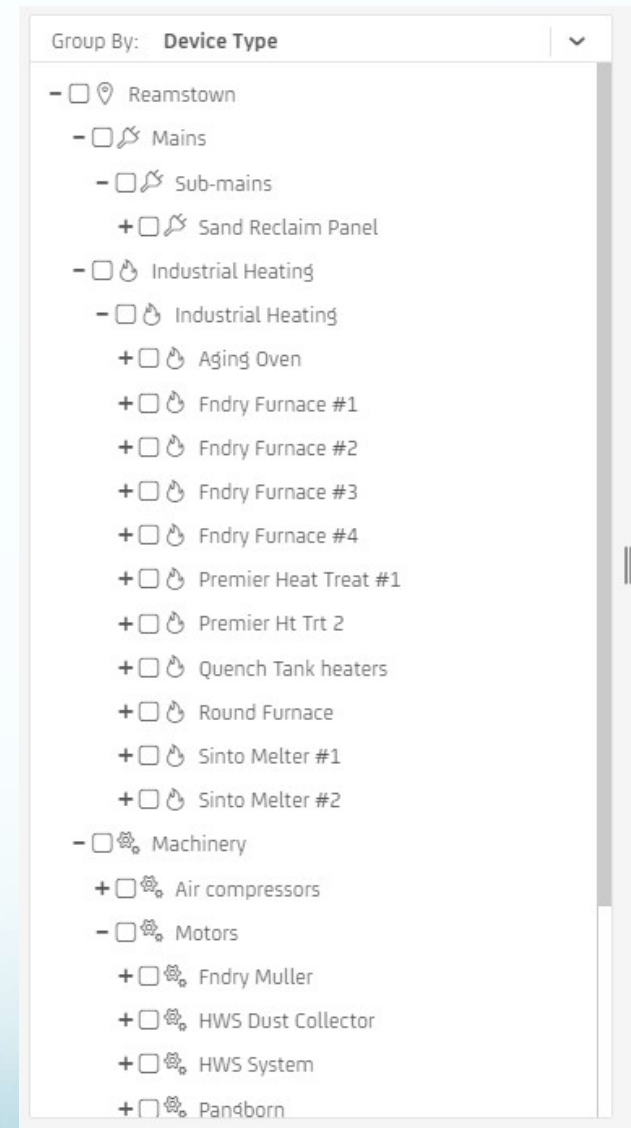 Group By: Device Type
Reamstown
Mains
Sub-mains
Sand Reclaim Panel
Industrial Heating
Industrial Heating
Aging Oven
Fndry Furnace #1
Fndry Furnace #2
Fndry Furnace #3
Fndry Furnace #4
Premier Heat Treat #1
Premier Ht Trt 2
Quench Tank heaters
Round Furnace
Sinto Melter #1
Sinto Melter #2
Machinery
Air compressors
Motors
Fndry Muller
HWS Dust Collector
HWS System
Pangborn